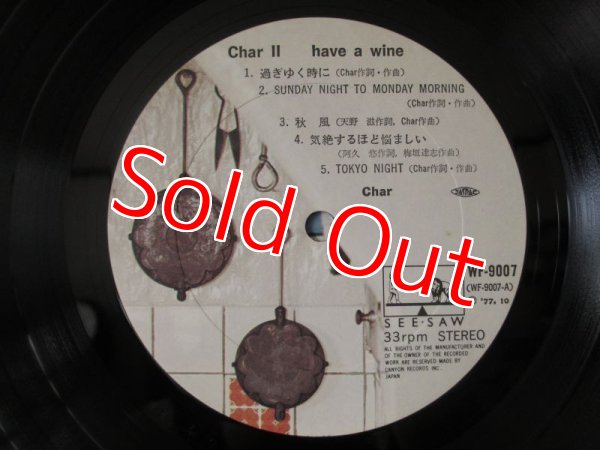 Char II have a wine
1. 過ぎゆく時に (Char作詞・作曲)
2. SUNDAY NIGHT TO MONDAY MORNING
(Char作詞・作曲)
3. 秋 風 (天野 滋作詞, Char作曲)
4. 気絶するほど悩ましい
(阿久 悠作詞, 梅垣達志作曲)
5. TOKYO NIGHT (Char作詞・作曲)
Char
Sold Out
WF-9007
(WF-9007-A)
'77. 10
SEE·SAW
33rpm STEREO
ALL RIGHTS OF THE MANUFACTURER AND
OF THE OWNER OF THE RECORDED
WORK ARE RESERVED·MADE BY
CANYON RECORDS INC.
JAPAN